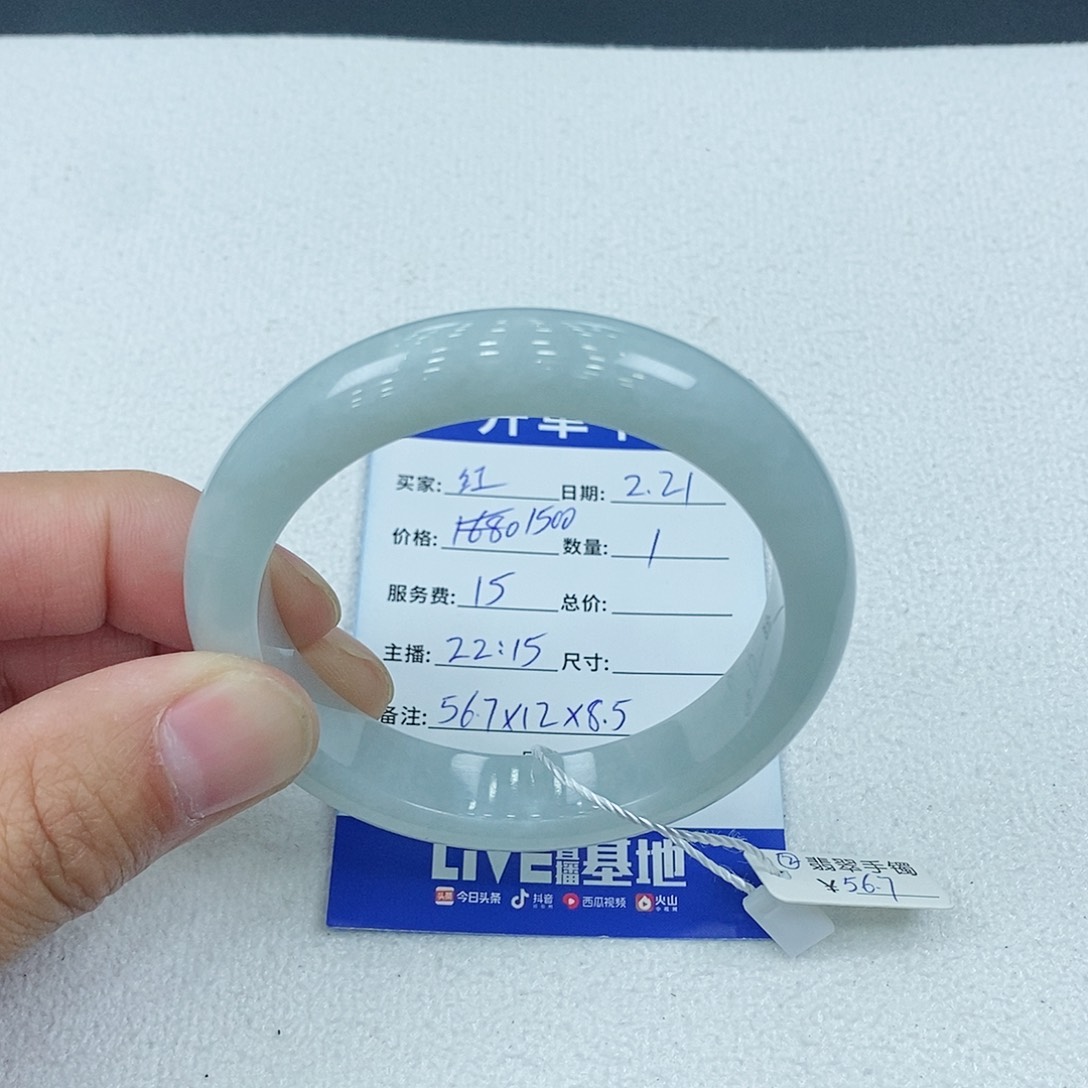 开单卡
买家: 红 日期: 2.21
价格: 1680 1500 数量: 1
服务费: 15 总价:
主播: 22:15 尺寸:
备注: 56.7X12X8.5
LIVE直播基地
今日头条 抖音 西瓜视频 火山
② 翡翠手镯
56.7